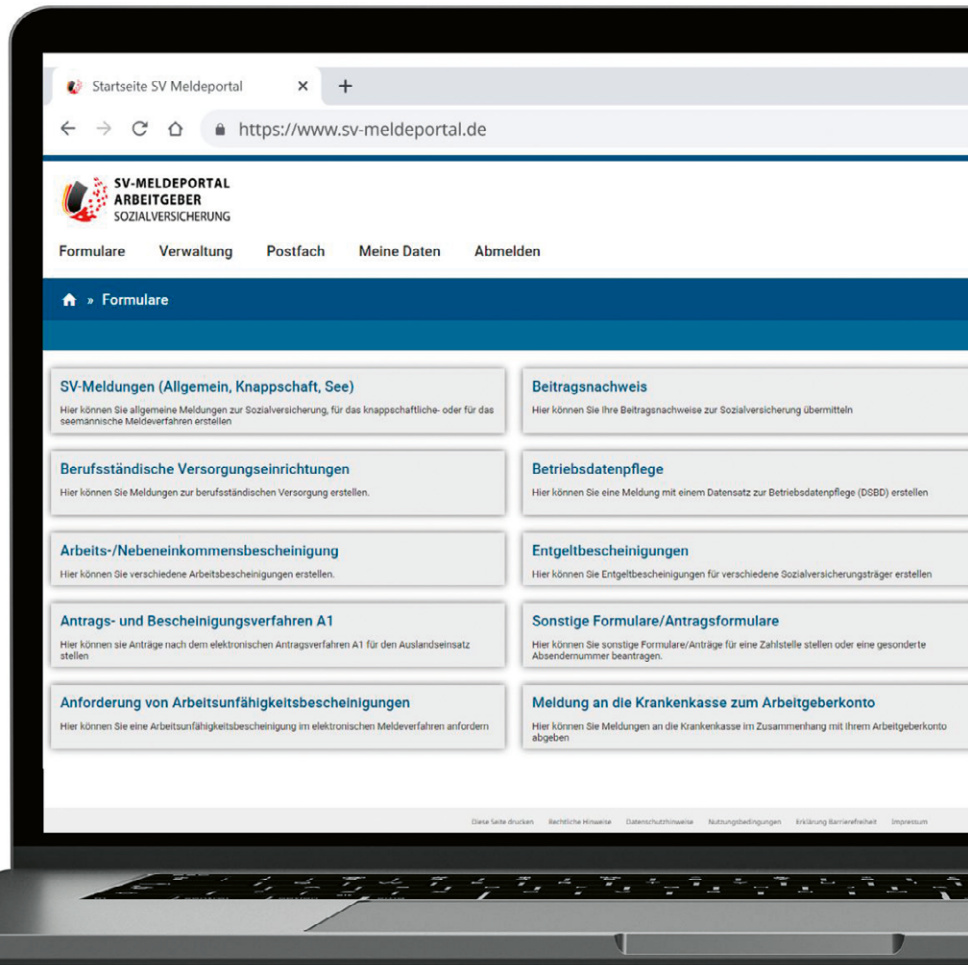 Startseite SV Meldeportal
https://www.sv-meldeportal.de
SV-MELDEPORTAL
ARBEITGEBER
SOZIALVERSICHERUNG
Formulare Verwaltung Postfach Meine Daten Abmelden
» Formulare
SV-Meldungen (Allgemein, Knappschaft, See)
Hier können Sie allgemeine Meldungen zur Sozialversicherung, für das knappschaftliche- oder für das
seemännische Meldeverfahren erstellen
Beitragsnachweis
Hier können Sie Ihre Beitragsnachweise zur Sozialversicherung übermitteln
Berufsständische Versorgungseinrichtungen
Hier können Sie Meldungen zur berufsständischen Versorgung erstellen.
Betriebsdatenpflege
Hier können Sie eine Meldung mit einem Datensatz zur Betriebsdatenpflege (DSBD) erstellen
Arbeits-/Nebeneinkommensbescheinigung
Hier können Sie verschiedene Arbeitsbescheinigungen erstellen.
Entgeltbescheinigungen
Hier können Sie Entgeltbescheinigungen für verschiedene Sozialversicherungsträger erstellen
Antrags- und Bescheinigungsverfahren A1
Hier können sie Anträge nach dem elektronischen Antragsverfahren A1 für den Auslandseinsatz
stellen
Sonstige Formulare/Antragsformulare
Hier können Sie sonstige Formulare/Anträge für eine Zahlstelle stellen oder eine gesonderte
Absendernummer beantragen.
Anforderung von Arbeitsunfähigkeitsbescheinigungen
Hier können Sie eine Arbeitsunfähigkeitsbescheinigung im elektronischen Meldeverfahren anfordern
Meldung an die Krankenkasse zum Arbeitgeberkonto
Hier können Sie Meldungen an die Krankenkasse im Zusammenhang mit Ihrem Arbeitgeberkonto
abgeben
Diese Seite drucken Rechtliche Hinweise Datenschutzhinweise Nutzungsbedingungen Erklärung Barrierefreiheit Impressum